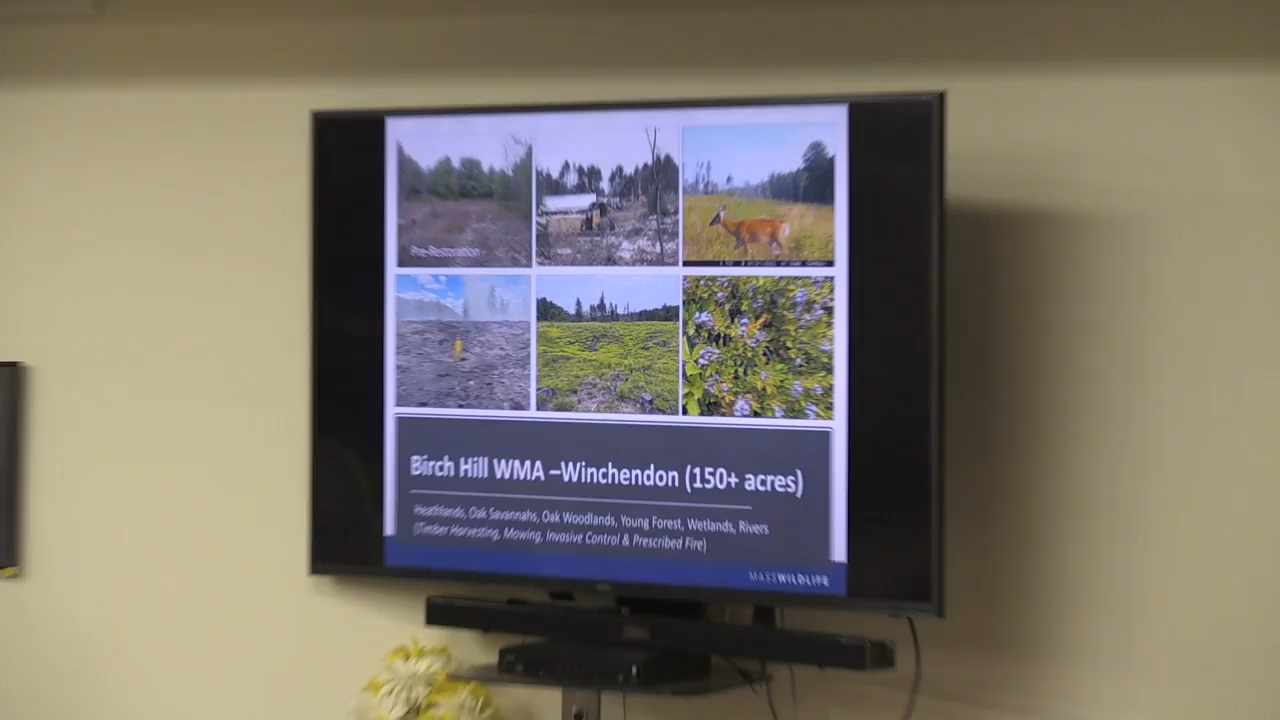 Pre-Restoration
Birch Hill WMA –Winchendon (150+ acres)
Heathlands, Oak Savannahs, Oak Woodlands, Young Forest, Wetlands, Rivers
(Timber Harvesting, Mowing, Invasive Control & Prescribed Fire)
MASSWILDLIFE